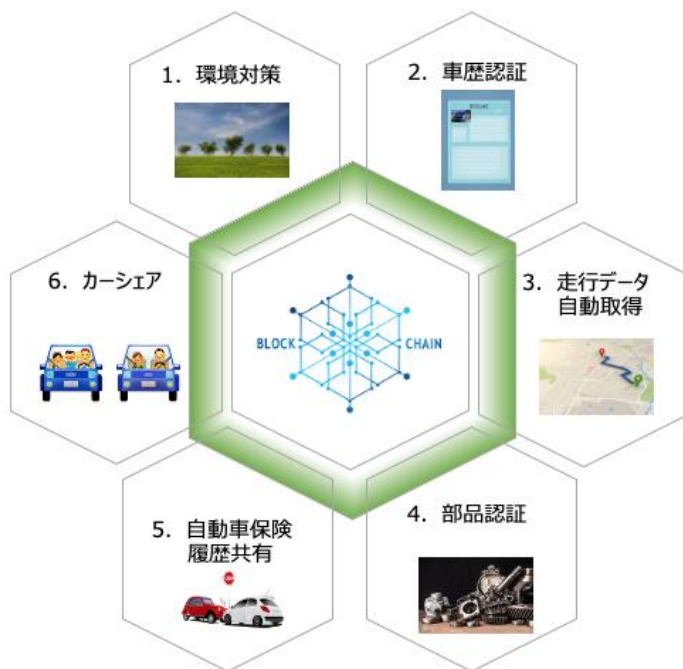 1. 環境対策
2. 車歴認証
3. 走行データ
自動取得
4. 部品認証
5. 自動車保険
履歴共有
6. カーシェア
BLOCK CHAIN